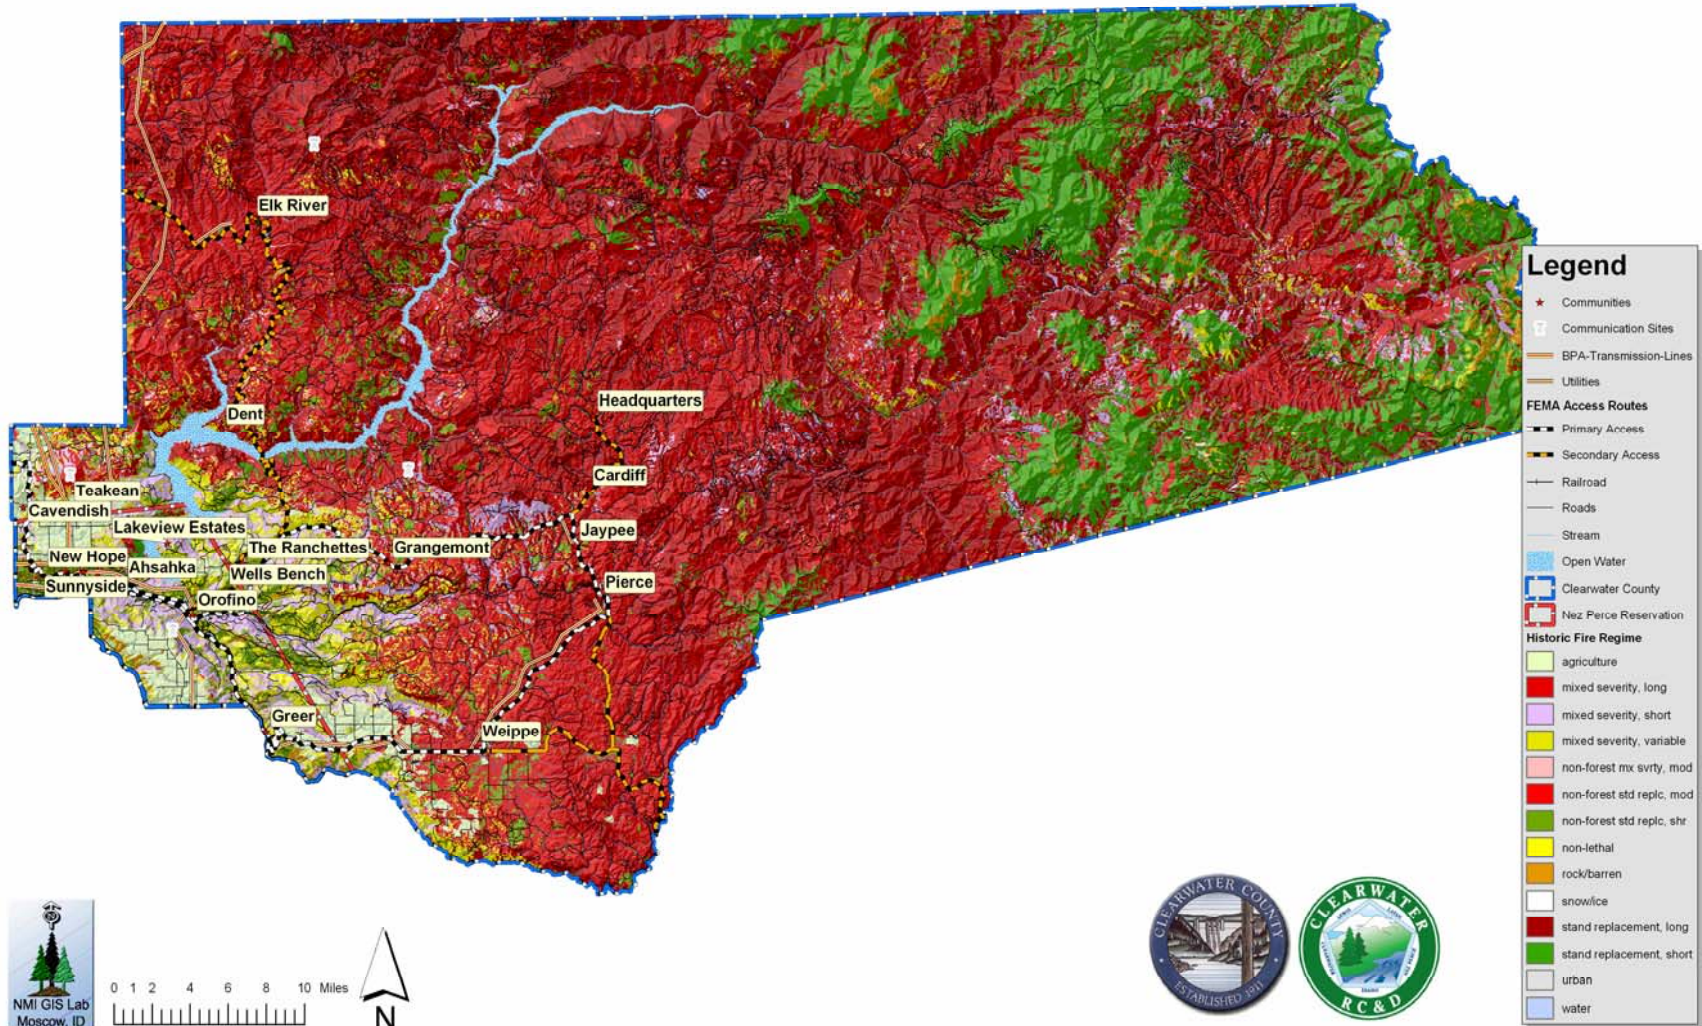 Elk River
Dent
Headquarters
Cardiff
Teakean
Cavendish
Lakeview Estates
Jaypee
New Hope
The Ranchettes
Grangemont
Ahsahka
Wells Bench
Sunnyside
Pierce
Orofino
Greer
Weippe
Legend
Communities
Communication Sites
BPA-Transmission-Lines
Utilities
FEMA Access Routes
Primary Access
Secondary Access
Railroad
Roads
Stream
Open Water
Clearwater County
Nez Perce Reservation
Historic Fire Regime
agriculture
mixed severity, long
mixed severity, short
mixed severity, variable
non-forest mx svrty, mod
non-forest std replc, mod
non-forest std replc, shr
non-lethal
rock/barren
snow/ice
stand replacement, long
stand replacement, short
urban
water
NMI GIS Lab
Moscow, ID
0 1 2 4 6 8 10 Miles
N
CLEARWATER COUNTY
ESTABLISHED 1911
CLEARWATER
RC&D